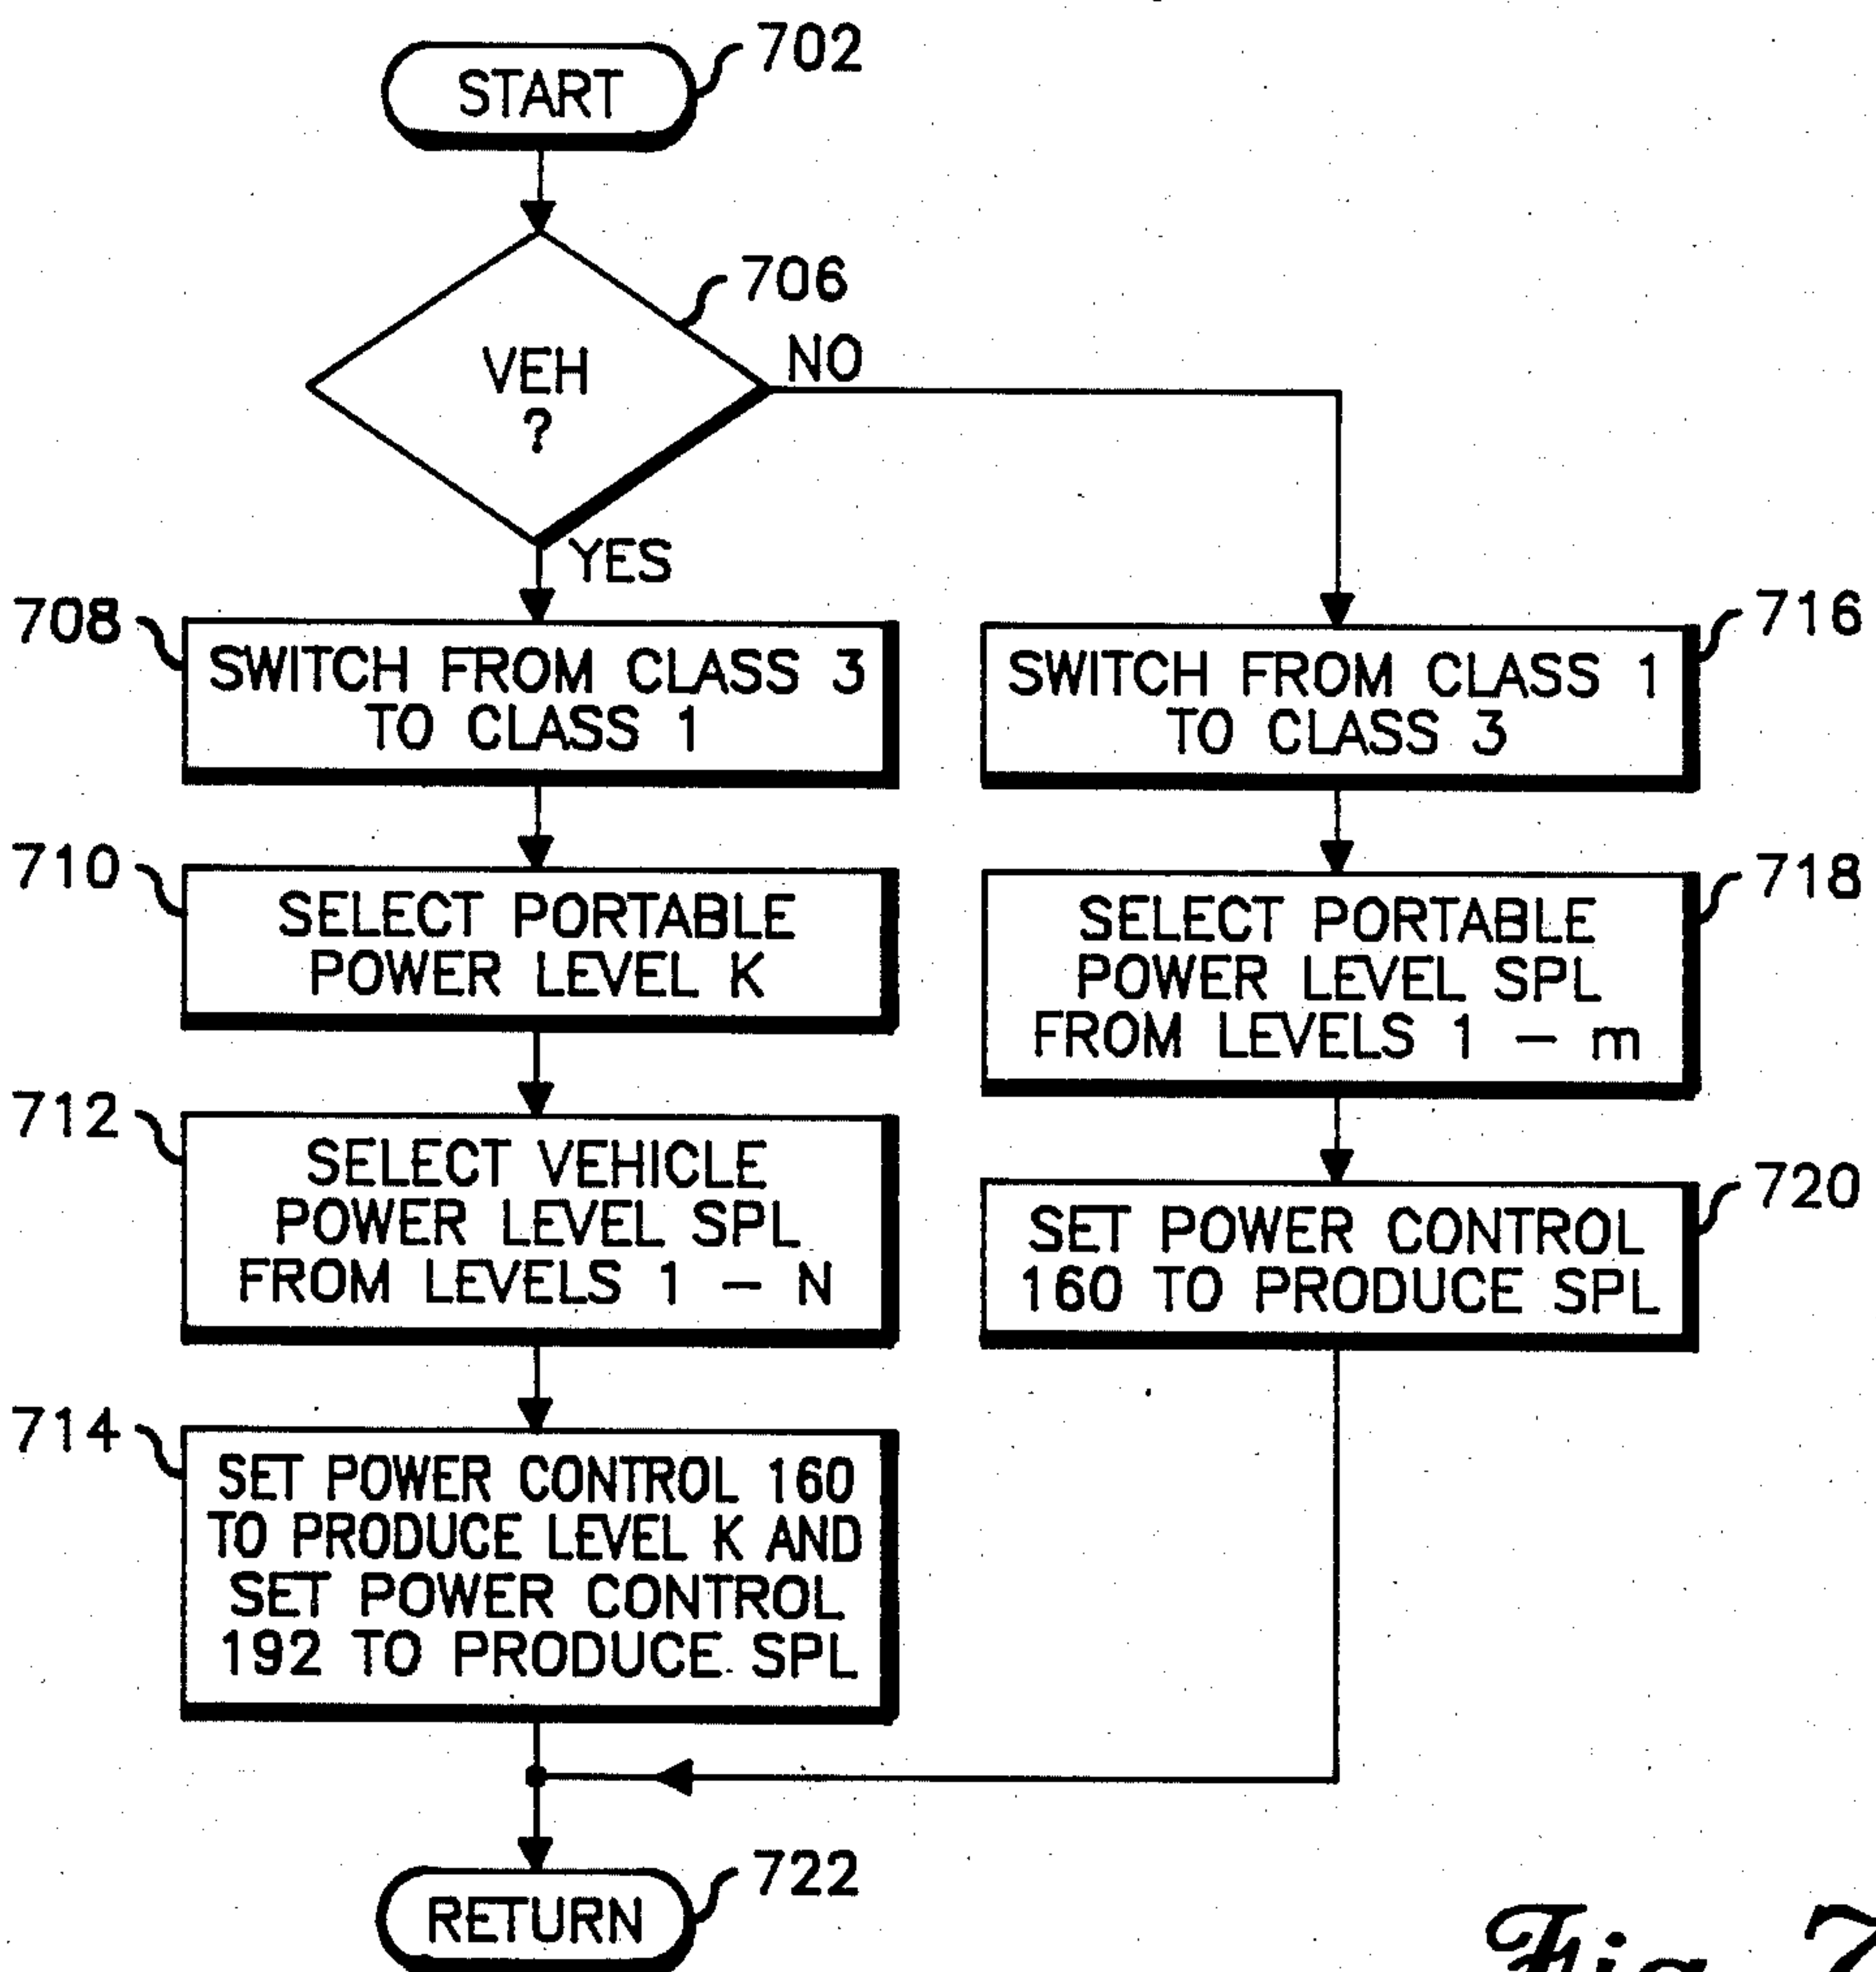 START
702
VEH
?
706
NO
YES
708
SWITCH FROM CLASS 3
TO CLASS 1
710
SELECT PORTABLE
POWER LEVEL K
712
SELECT VEHICLE
POWER LEVEL SPL
FROM LEVELS 1 - N
714
SET POWER CONTROL 160
TO PRODUCE LEVEL K AND
SET POWER CONTROL
192 TO PRODUCE SPL
716
SWITCH FROM CLASS 1
TO CLASS 3
718
SELECT PORTABLE
POWER LEVEL SPL
FROM LEVELS 1 - m
720
SET POWER CONTROL
160 TO PRODUCE SPL
RETURN
722
Fig. 7